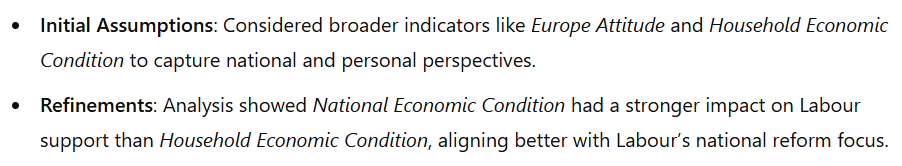 • Initial Assumptions: Considered broader indicators like Europe Attitude and Household Economic
Condition to capture national and personal perspectives.
• Refinements: Analysis showed National Economic Condition had a stronger impact on Labour
support than Household Economic Condition, aligning better with Labour’s national reform focus.